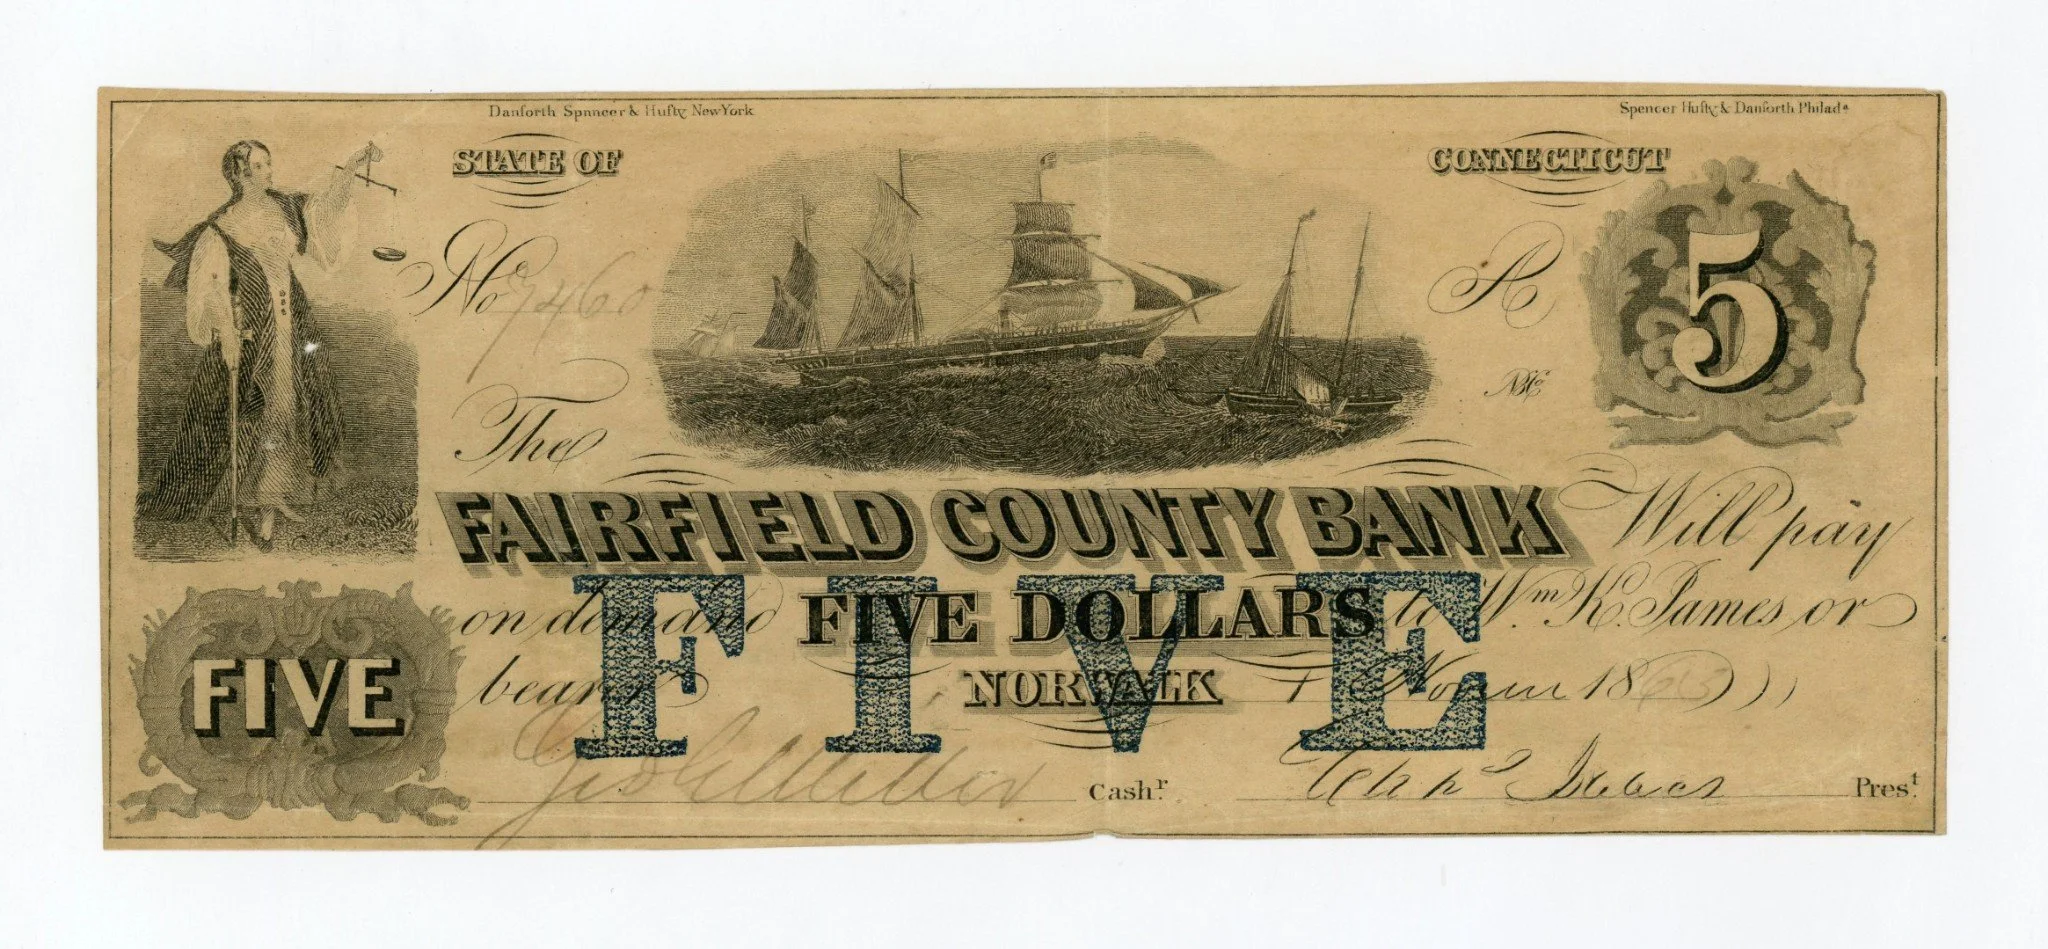 Danforth Spencer & Hufty New York
Spencer Hufty & Danforth Philadª
STATE OF
CONNECTICUT
No 7460
A
5
The
FAIRFIELD COUNTY BANK
Will pay
on demand FIVE DOLLARS to Wm. K. James or
FIVE
FIVE
bearer
NORWALK
18
Cashr.
Prest.